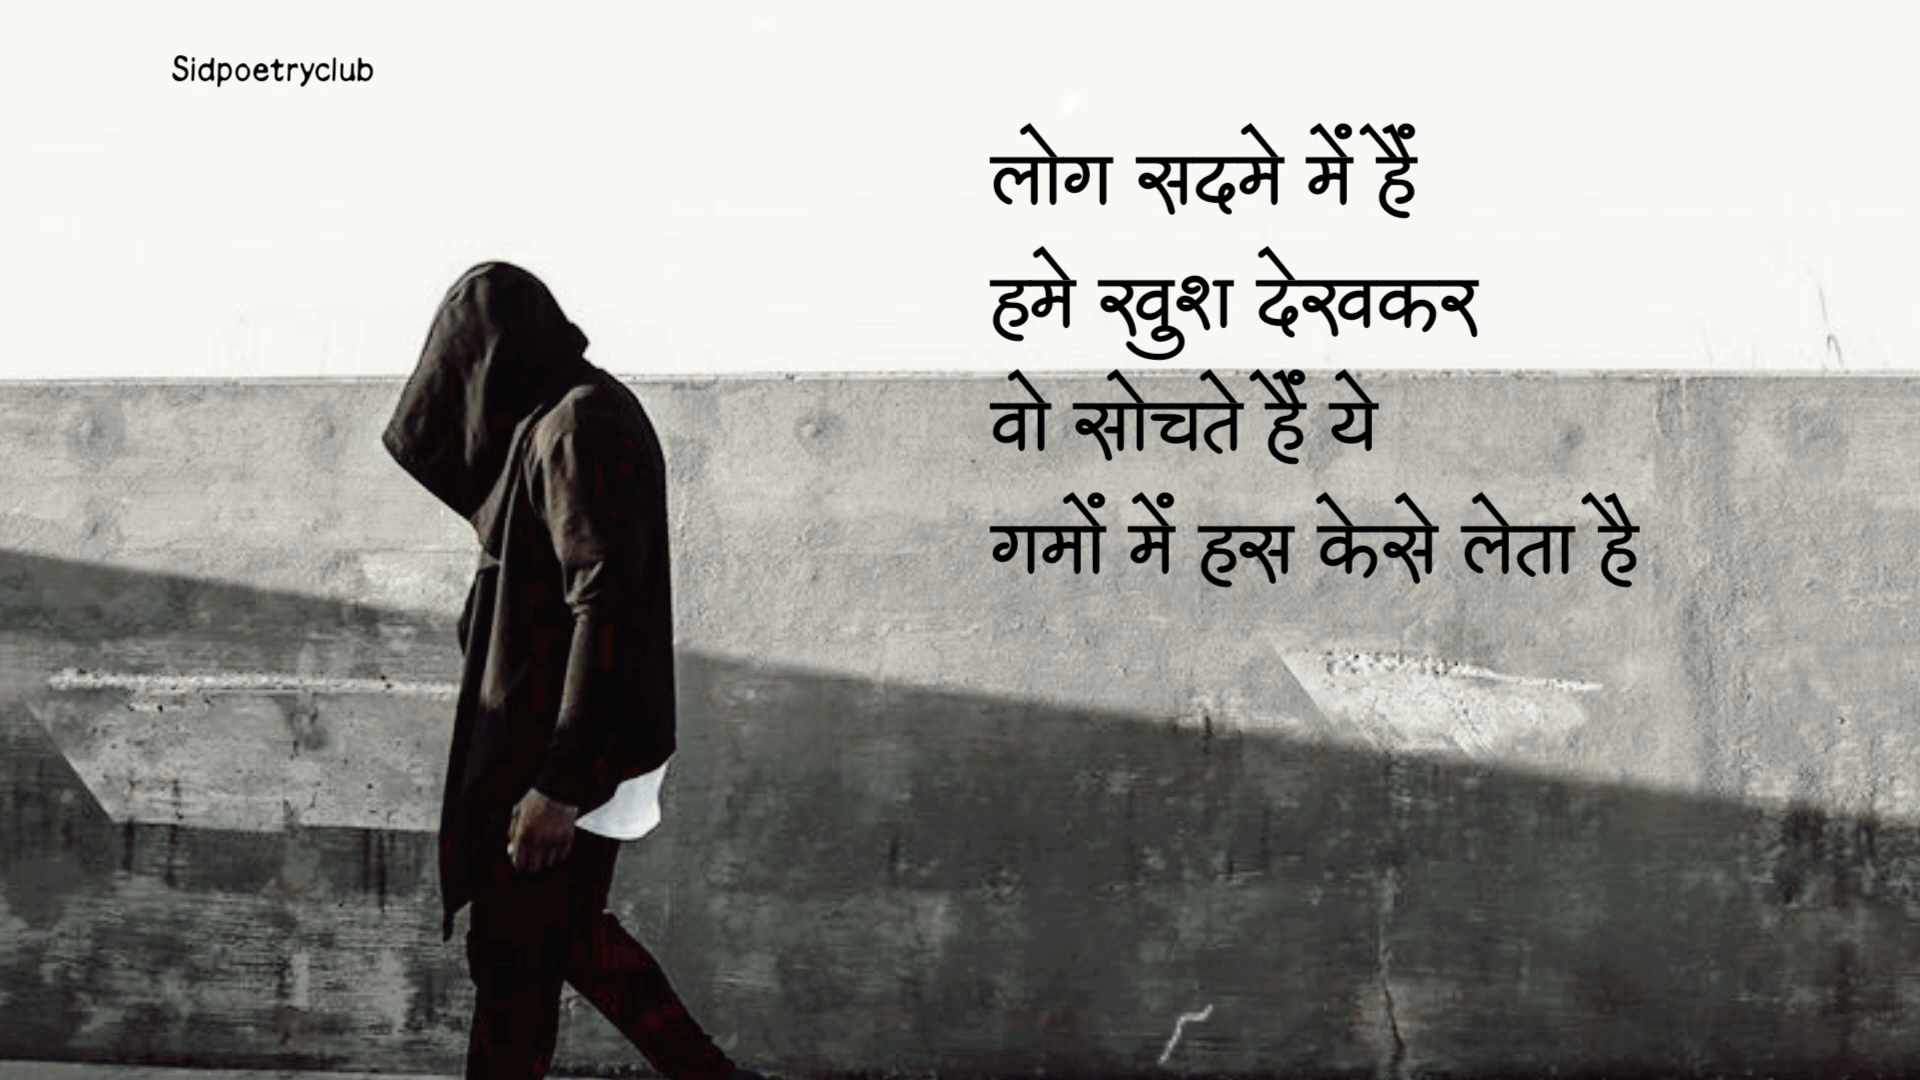 Sidpoetryclub
लोग सदमे में हैं
हमे खुश देखकर
वो सोचते हैं ये
गमों में हस केसे लेता है